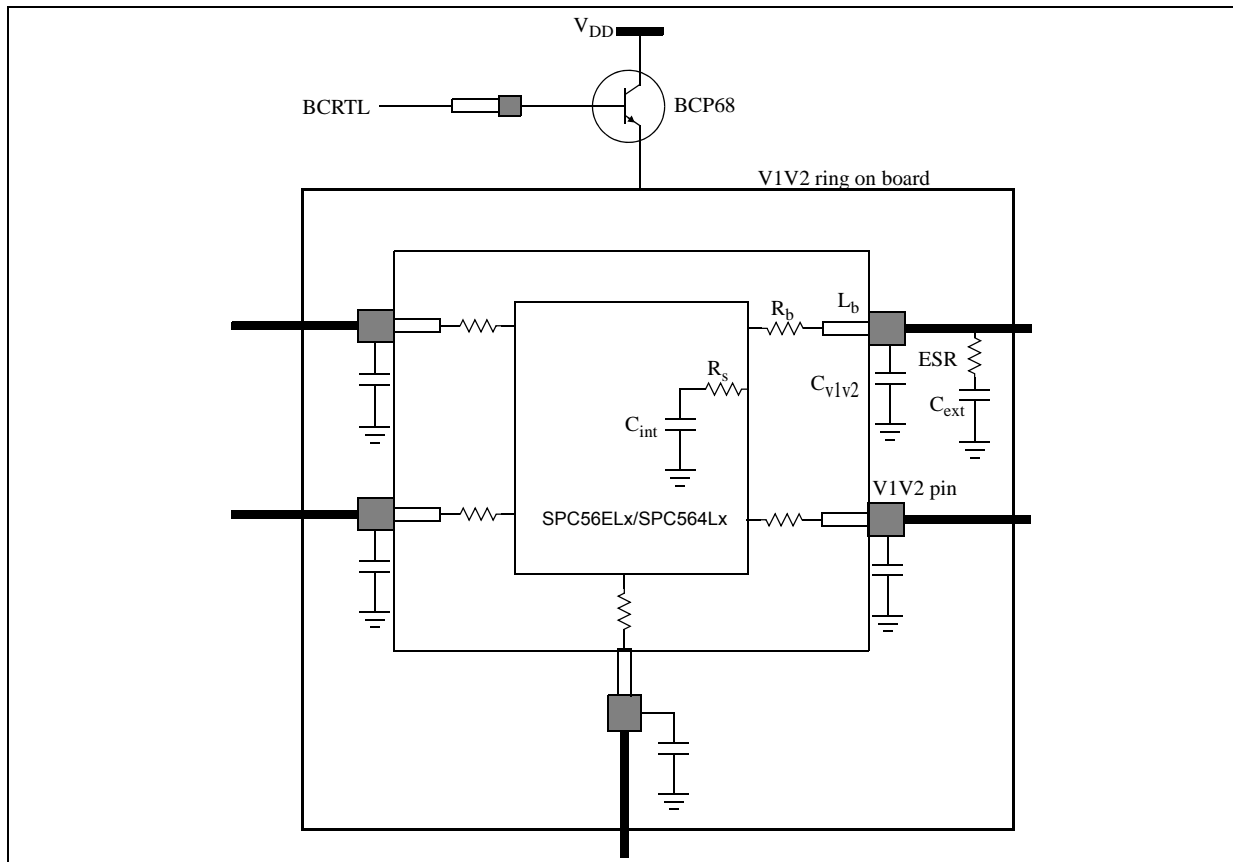 VDD
BCRTL
BCP68
V1V2 ring on board
Rb
Lb
Rs
ESR
Cv1v2
Cext
Cint
V1V2 pin
SPC56ELx/SPC564Lx